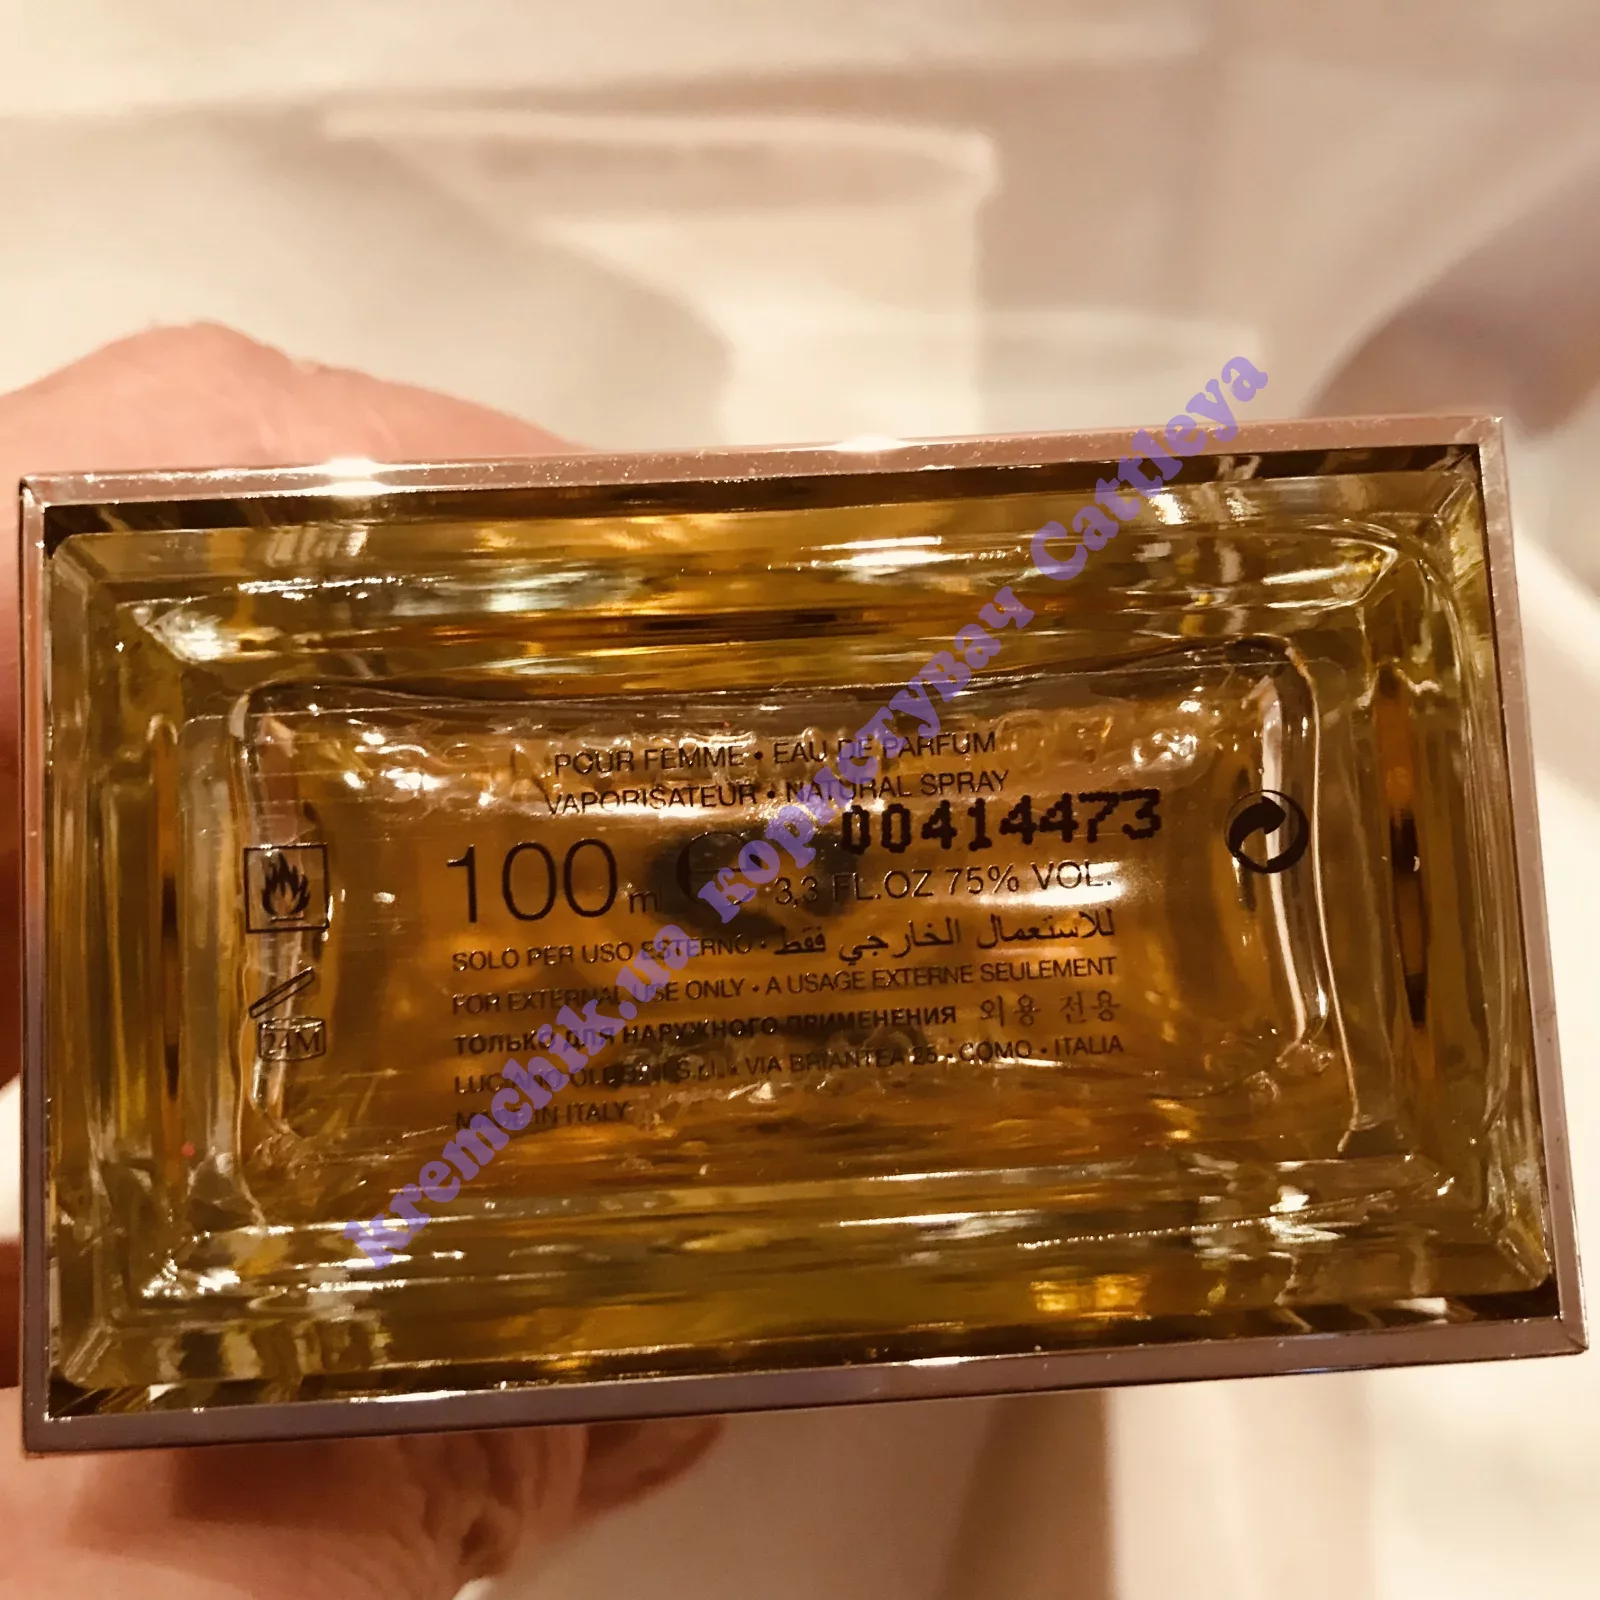 POUR FEMME • EAU DE PARFUM
VAPORISATEUR • NATURAL SPRAY
00414473
100 ml 3,3 FL.OZ 75% VOL.
SOLO PER USO ESTERNO • للاستعمال الخارجي فقط
FOR EXTERNAL USE ONLY • A USAGE EXTERNE SEULEMENT
ТОЛЬКО ДЛЯ НАРУЖНОГО ПРИМЕНЕНИЯ 외용 전용
LUCIANO S.r.l. • VIA BRIANTEA 25 • COMO • ITALIA
MADE IN ITALY
24M
kremchik.ua користувач Cattleya